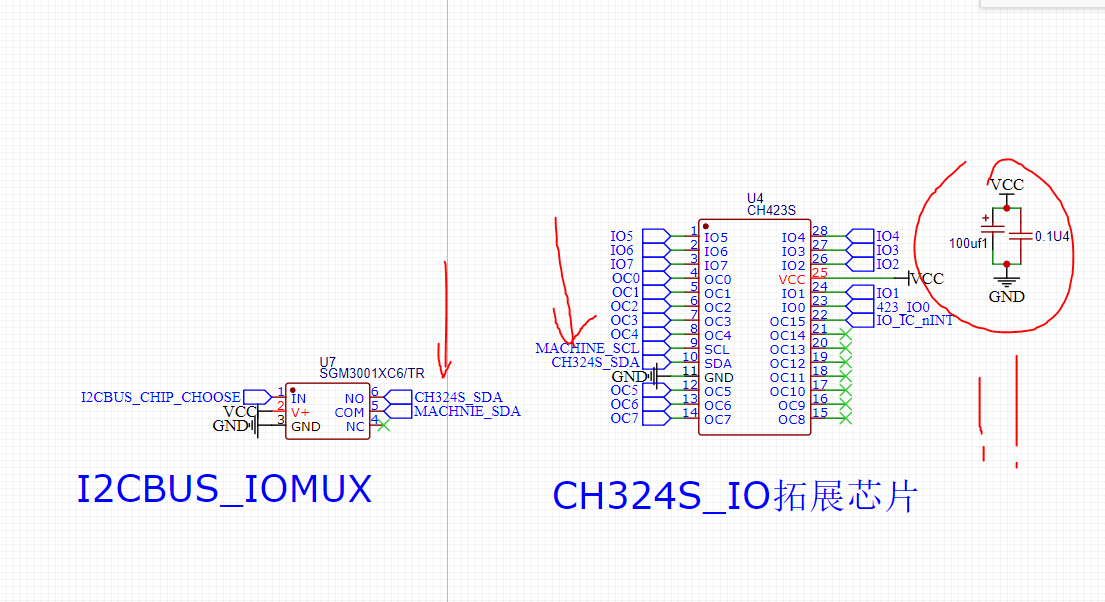 U7
SGM3001XC6/TR
I2CBUS_CHIP_CHOOSE 1 IN NO 6 CH324S_SDA
VCC 2 V+ COM 5 MACHNIE_SDA
GND 3 GND NC 4
I2CBUS_IOMUX
U4
CH423S
IO5 1 IO5 IO4 28 IO4
IO6 2 IO6 IO3 27 IO3
IO7 3 IO7 IO2 26 IO2
OC0 4 OC0 VCC 25 VCC
OC1 5 OC1 IO1 24 IO1
OC2 6 OC2 IO0 23 423_IO0
OC3 7 OC3 OC15 22 IO_IC_nINT
OC4 8 OC4 OC14 21
MACHINE_SCL 9 SCL OC13 20
CH324S_SDA 10 SDA OC12 19
GND 11 GND OC11 18
OC5 12 OC5 OC10 17
OC6 13 OC6 OC9 16
OC7 14 OC7 OC8 15
CH324S_IO拓展芯片
VCC
+
100uf1 0.1U4
GND